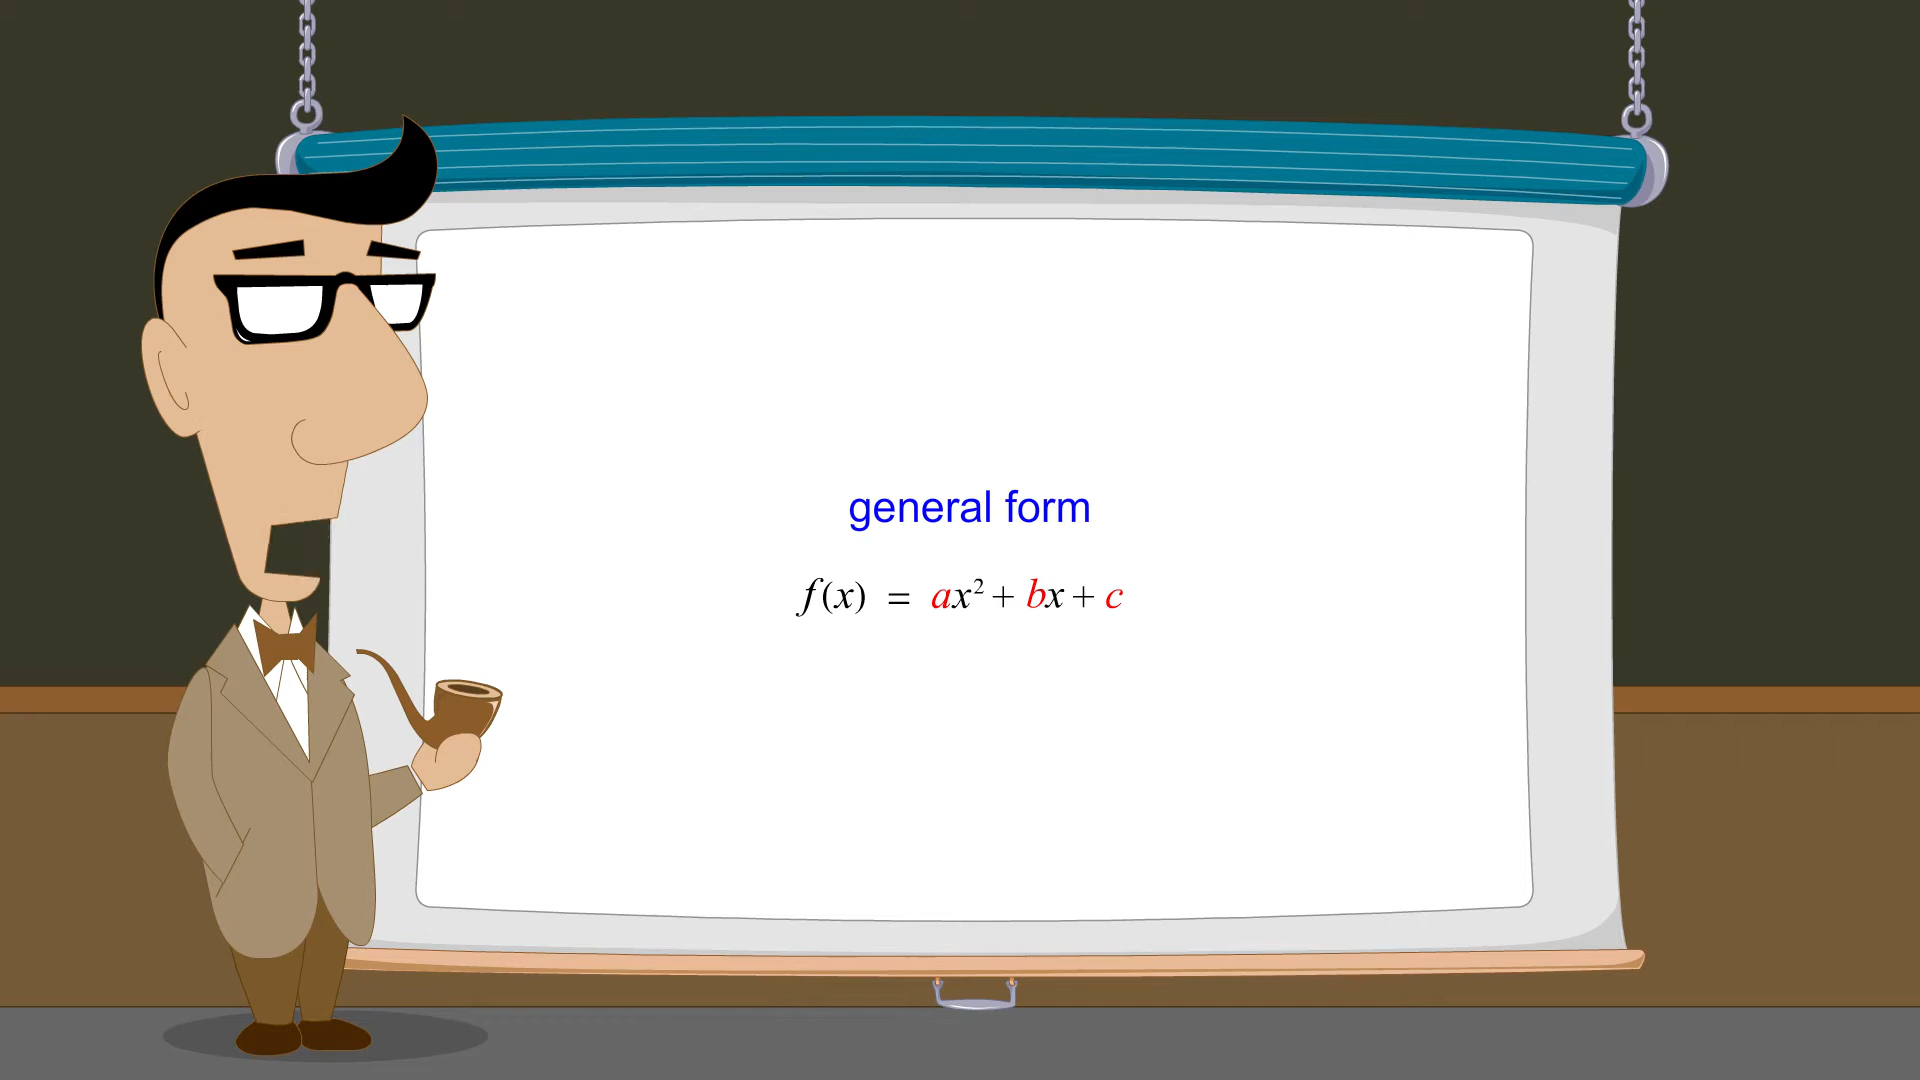 general form
f(x) = ax² + bx + c